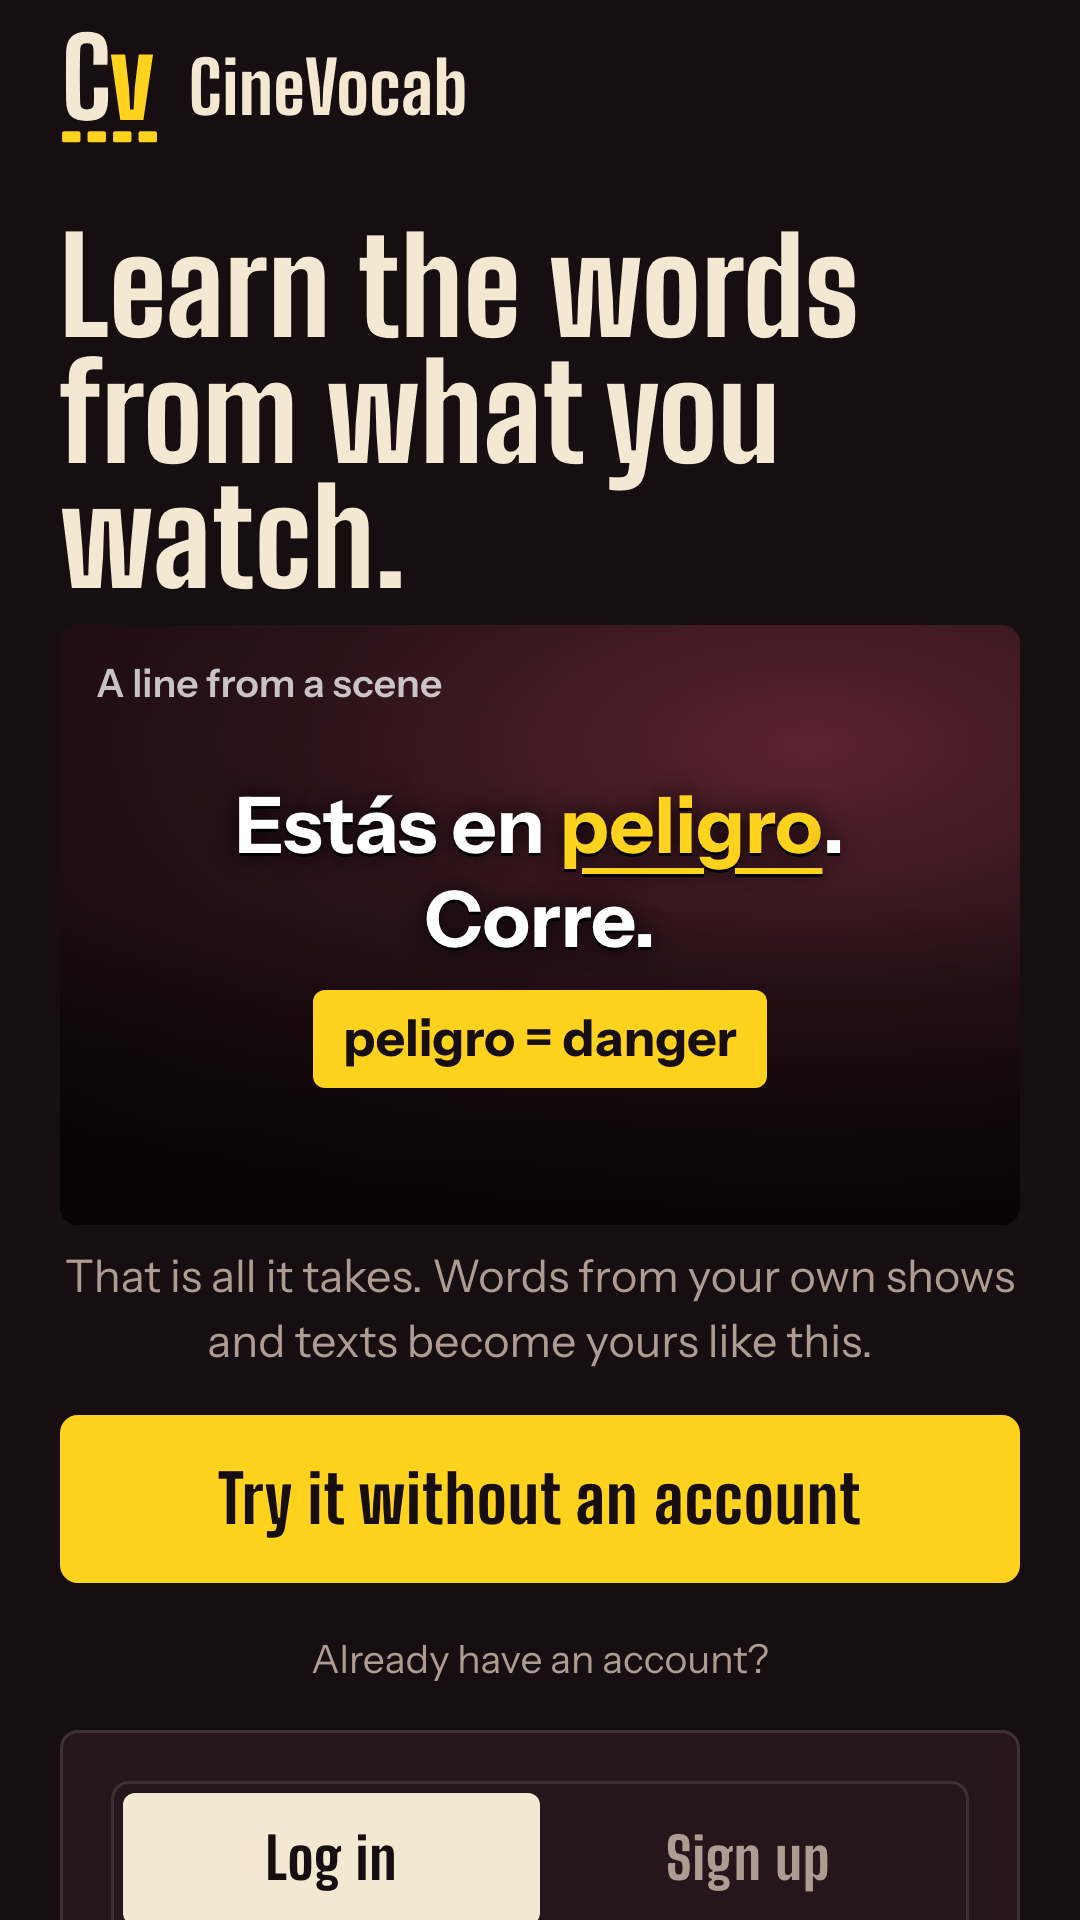 Cv CineVocab
Learn the words
from what you
watch.
A line from a scene
Estás en peligro.
Corre.
peligro = danger
That is all it takes. Words from your own shows
and texts become yours like this.
Try it without an account
Already have an account?
Log in
Sign up